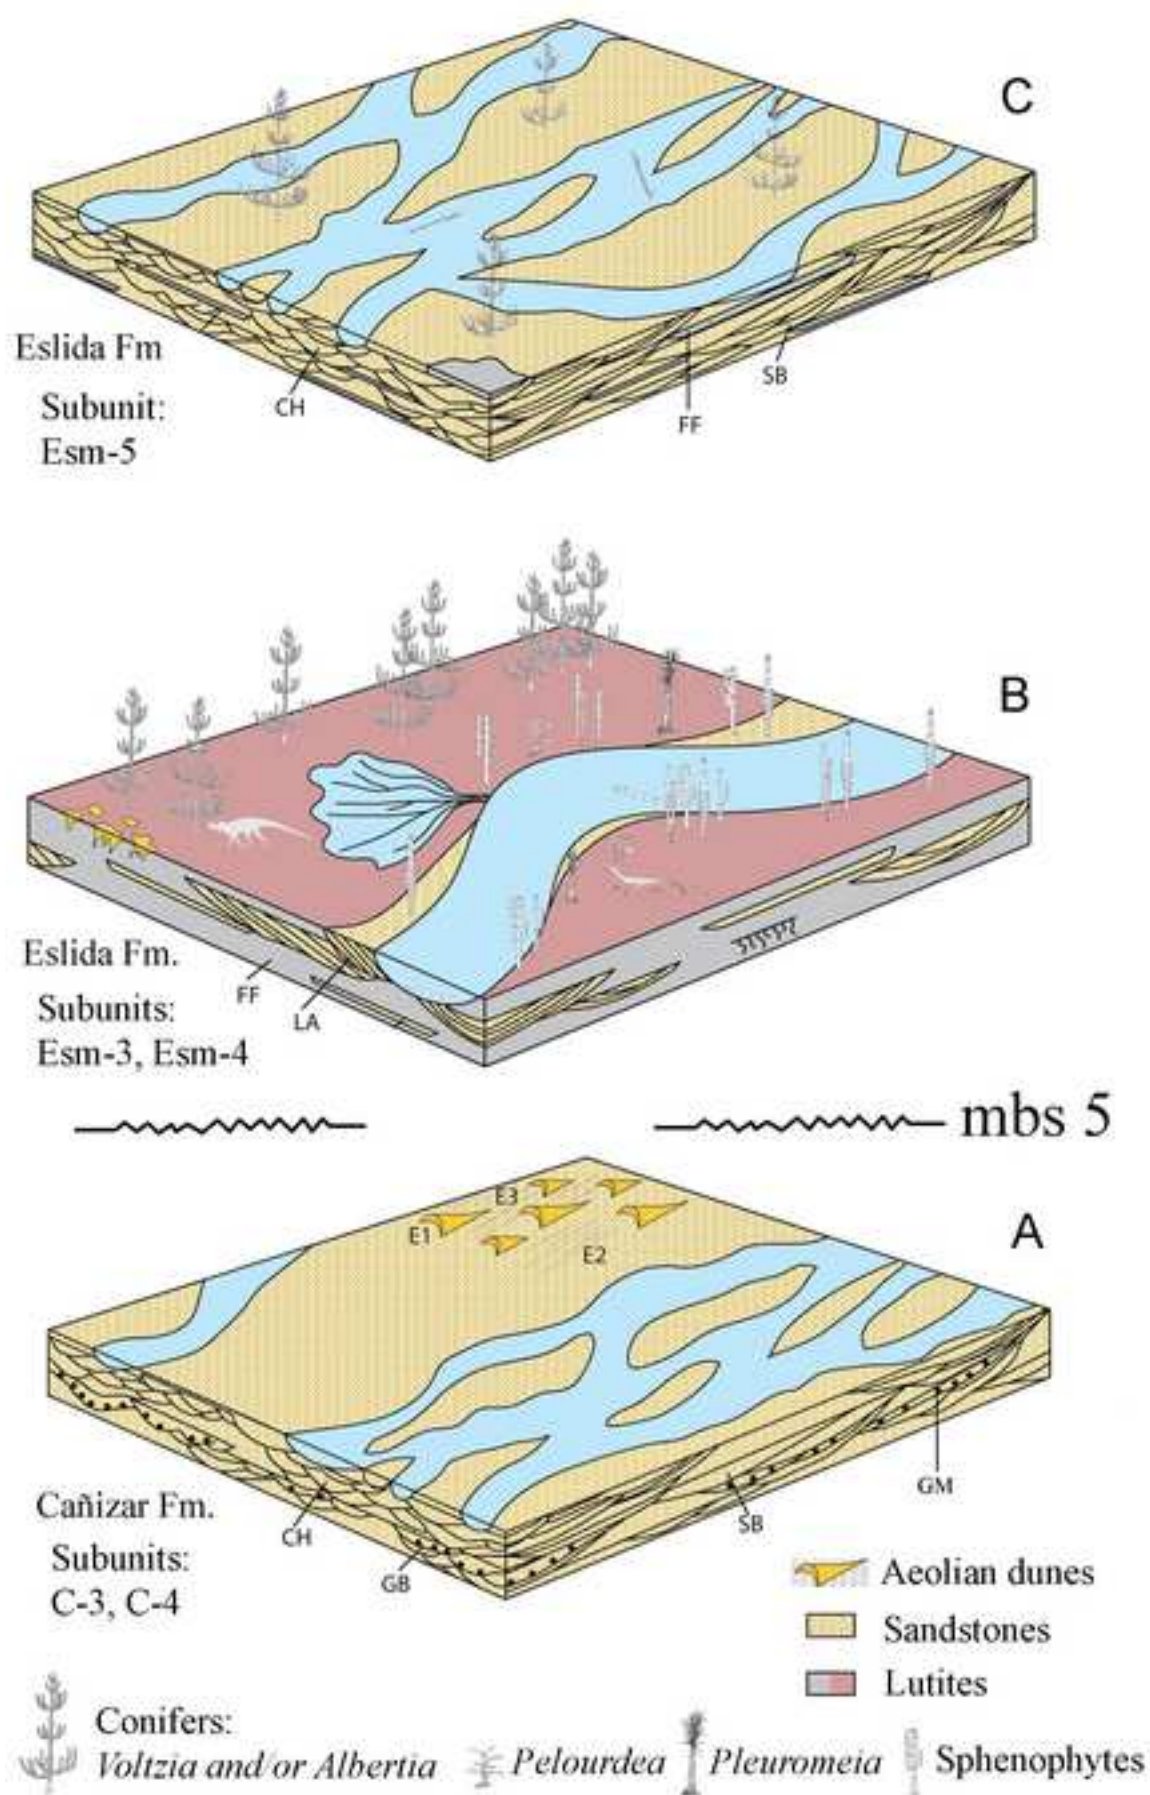 C
Eslida Fm
Subunit:
Esm-5
CH
SB
FF
B
Eslida Fm.
Subunits:
Esm-3, Esm-4
FF
LA
mbs 5
A
E3
E1
E2
Cañizar Fm.
Subunits:
C-3, C-4
CH
GB
SB
GM
Aeolian dunes
Sandstones
Lutites
Conifers:
Voltzia and/or Albertia
Pelourdea
Pleuromeia
Sphenophytes